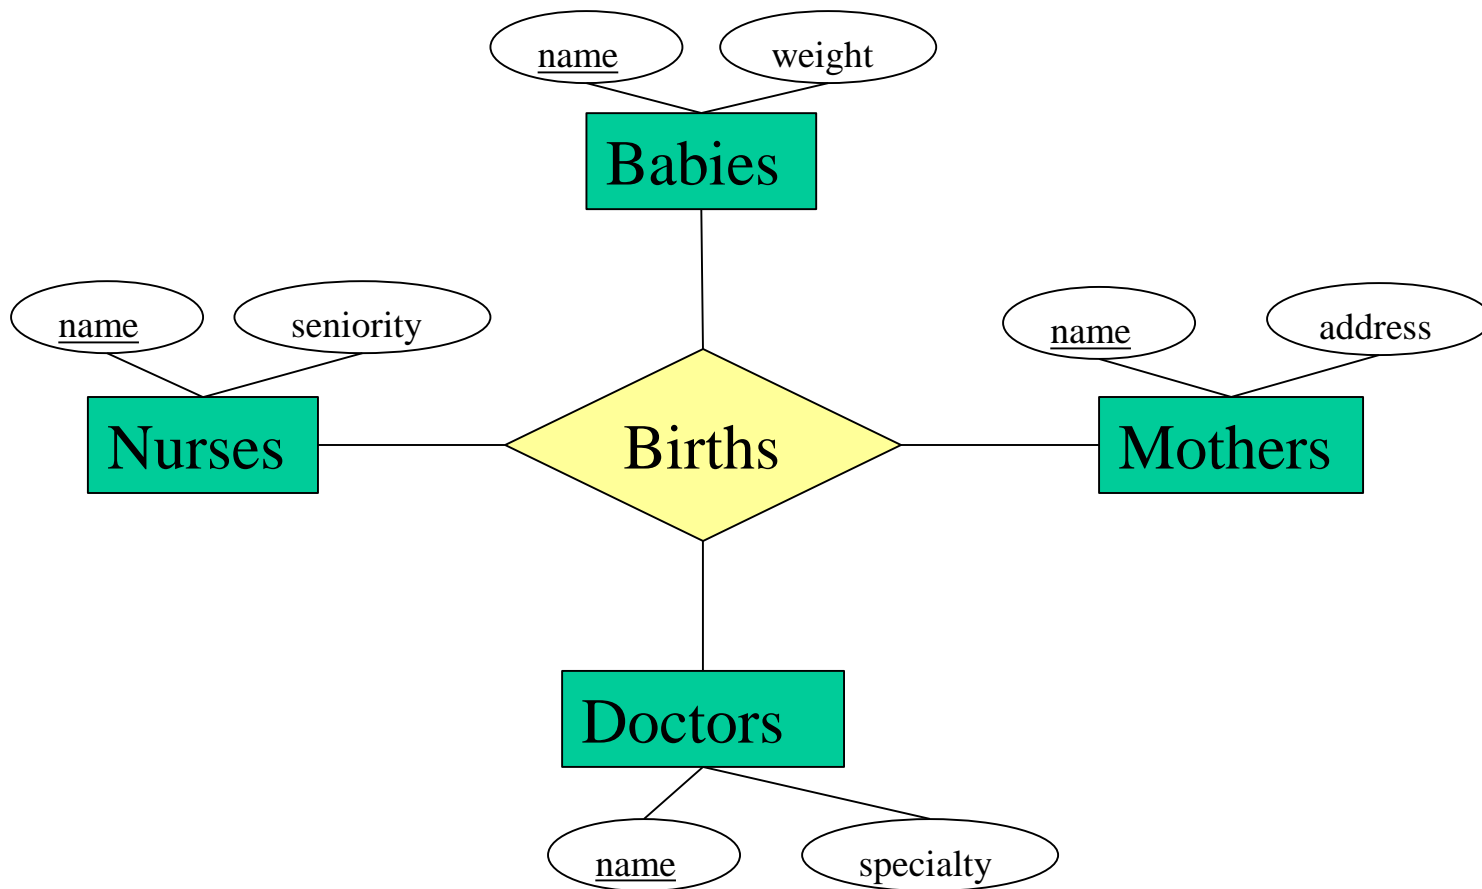 name
weight
Babies
name
seniority
name
address
Nurses
Births
Mothers
Doctors
name
specialty